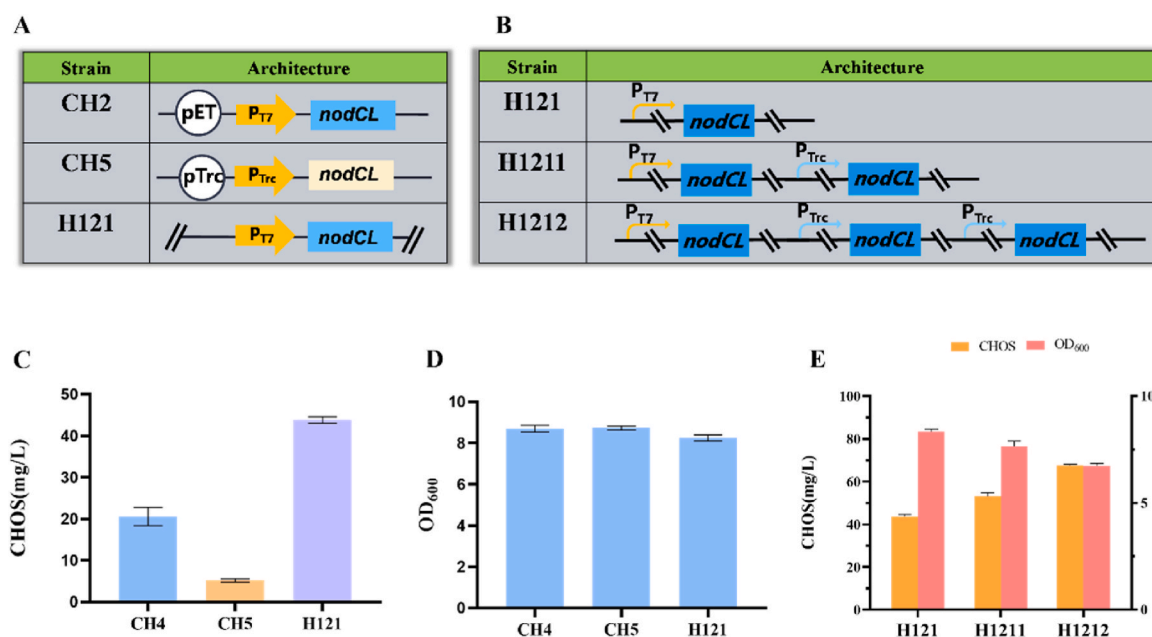 A
Strain Architecture
CH2 pET PT7 nodCL
CH5 pTrc PTrc nodCL
H121 PT7 nodCL
B
Strain Architecture
H121 PT7 nodCL
H1211 PT7 nodCL PTrc nodCL
H1212 PT7 nodCL PTrc nodCL PTrc nodCL
C
CHOS(mg/L)
50
40
30
20
10
0
CH4 CH5 H121
D
OD600
10
8
6
4
2
0
CH4 CH5 H121
E
CHOS OD600
CHOS(mg/L)
100
80
60
40
20
0
10
5
0
H121 H1211 H1212